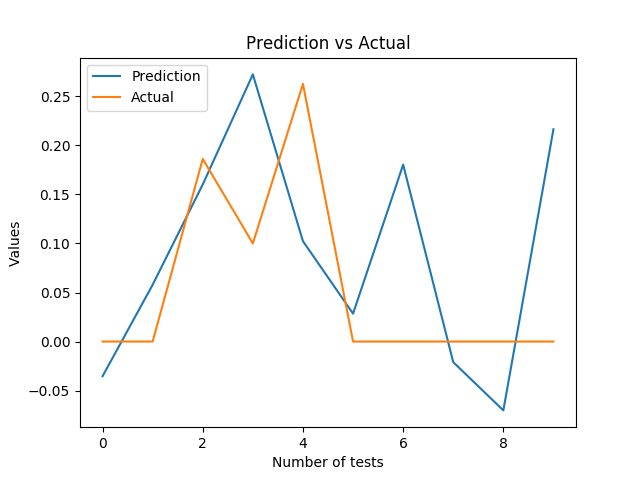 Prediction vs Actual
Prediction
Actual
0.25
0.20
0.15
0.10
0.05
0.00
−0.05
Values
0 2 4 6 8
Number of tests